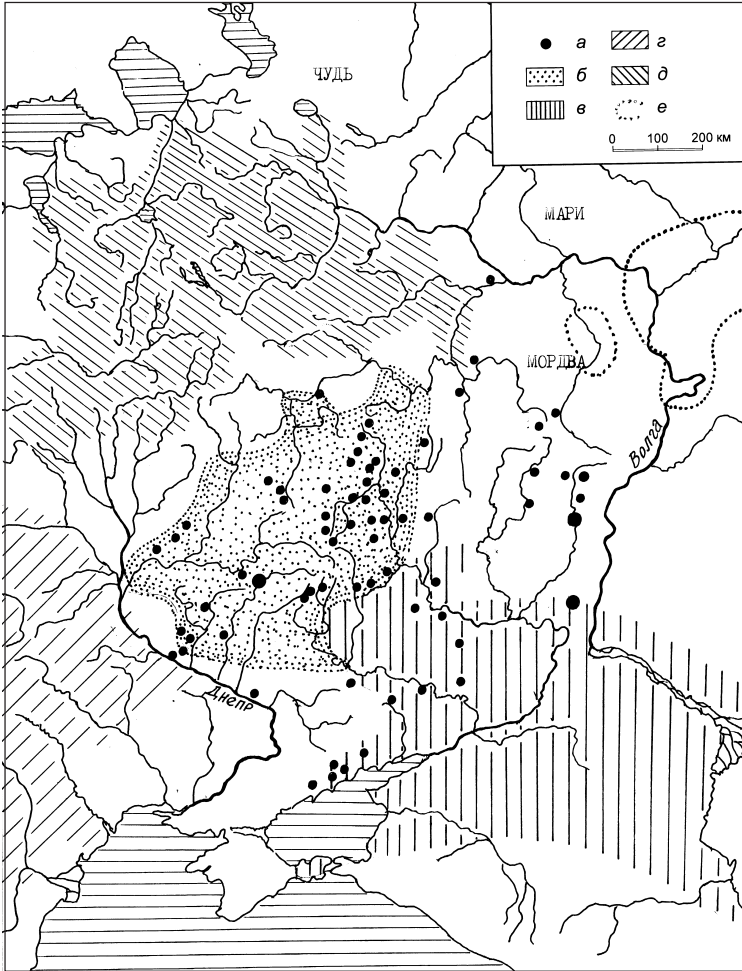 ЧУДЬ
а
г
б
д
в
е
0 100 200 км
МАРИ
МОРДВА
Волга
Днепр